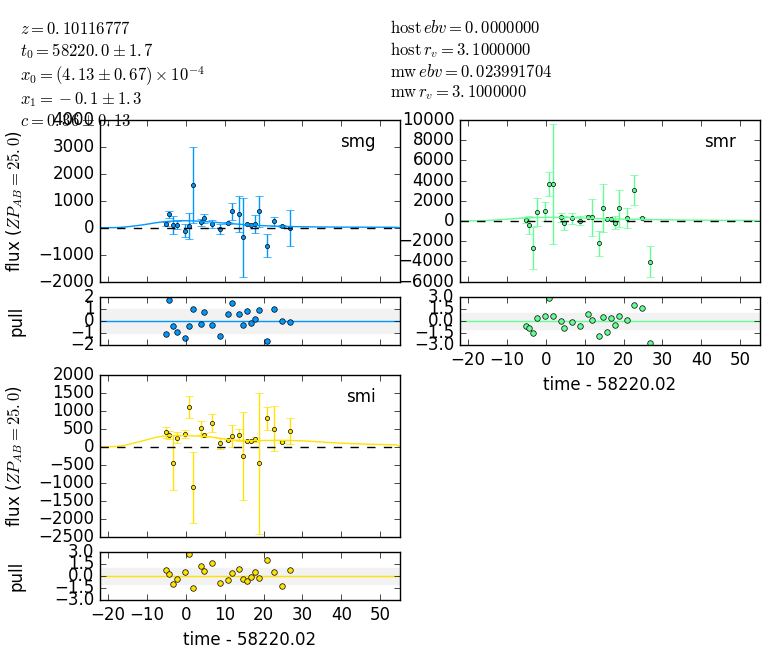 z = 0.10116777
t₀ = 58220.0 ± 1.7
x₀ = (4.13 ± 0.67) × 10⁻⁴
x₁ = −0.1 ± 1.3
c = 0.36 ± 0.13
host ebv = 0.0000000
host r_v = 3.1000000
mw ebv = 0.023991704
mw r_v = 3.1000000
4000
3000
2000
1000
0
−1000
−2000
flux (ZP_AB = 25.0)
smg
10000
8000
6000
4000
2000
0
−2000
−4000
−6000
smr
2
1
0
−1
−2
pull
3.0
1.5
0.0
−1.5
−3.0
−20 −10 0 10 20 30 40 50
time - 58220.02
2000
1500
1000
500
0
−500
−1000
−1500
−2000
−2500
flux (ZP_AB = 25.0)
smi
3.0
1.5
0.0
−1.5
−3.0
pull
−20 −10 0 10 20 30 40 50
time - 58220.02